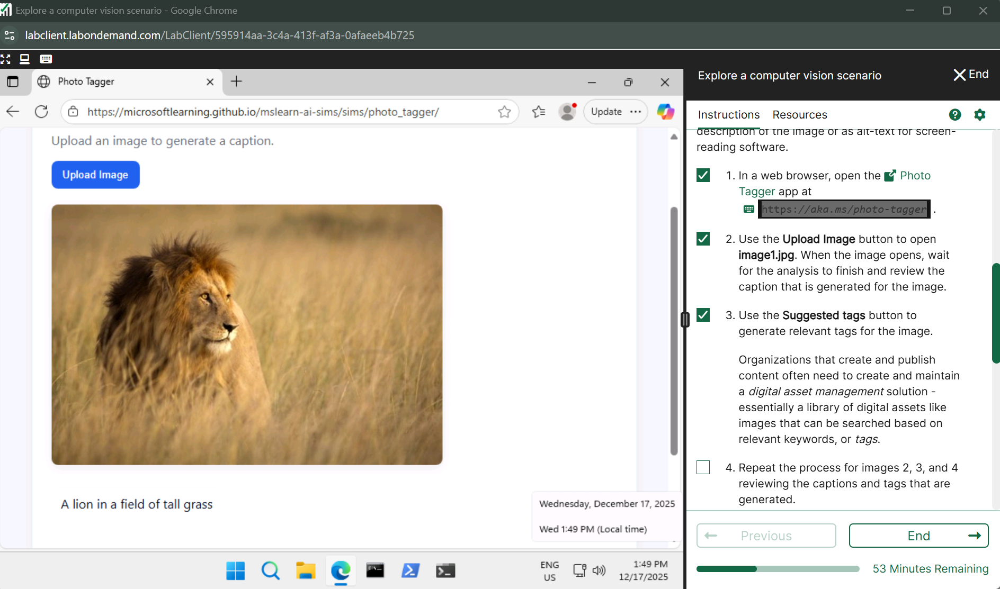 Explore a computer vision scenario - Google Chrome
labclient.labondemand.com/LabClient/595914aa-3c4a-413f-af3a-0afaeeb4b725
Photo Tagger
https://microsoftlearning.github.io/mslearn-ai-sims/sims/photo_tagger/
Update
Upload an image to generate a caption.
Upload Image
A lion in a field of tall grass
Wednesday, December 17, 2025
Wed 1:49 PM (Local time)
ENG
US
1:49 PM
12/17/2025
Explore a computer vision scenario
End
Instructions
Resources
description of the image or as alt-text for screen-
reading software.
1. In a web browser, open the Photo
Tagger app at
https://aka.ms/photo-tagger .
2. Use the Upload Image button to open
image1.jpg. When the image opens, wait
for the analysis to finish and review the
caption that is generated for the image.
3. Use the Suggested tags button to
generate relevant tags for the image.
Organizations that create and publish
content often need to create and maintain
a digital asset management solution -
essentially a library of digital assets like
images that can be searched based on
relevant keywords, or tags.
4. Repeat the process for images 2, 3, and 4
reviewing the captions and tags that are
generated.
Previous
End
53 Minutes Remaining